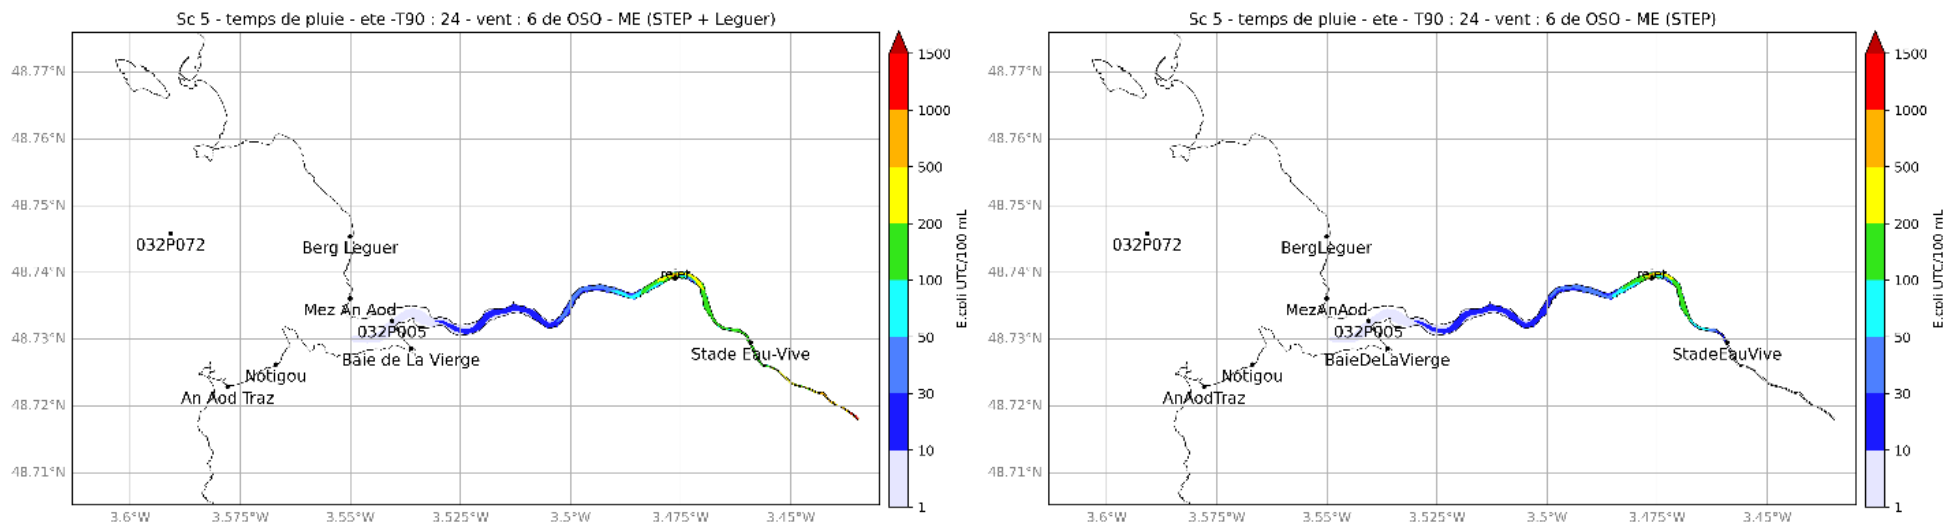 Sc 5 - temps de pluie - ete -T90 : 24 - vent : 6 de OSO - ME (STEP + Leguer)
48.77°N
48.76°N
48.75°N
48.74°N
48.73°N
48.72°N
48.71°N
3.6°W
3.575°W
3.55°W
3.525°W
3.5°W
3.475°W
3.45°W
032P072
Berg Leguer
rejet
Mez An Aod
032P005
Baie de La Vierge
Stade Eau-Vive
Notigou
An Aod Traz
1500
1000
500
200
100
50
30
10
1
E.coli UTC/100 mL
Sc 5 - temps de pluie - ete - T90 : 24 - vent : 6 de OSO - ME (STEP)
48.77°N
48.76°N
48.75°N
48.74°N
48.73°N
48.72°N
48.71°N
3.6°W
3.575°W
3.55°W
3.525°W
3.5°W
3.475°W
3.45°W
032P072
BergLeguer
rejet
MezAnAod
032P005
BaieDeLaVierge
StadeEauVive
Notigou
AnAodTraz
1500
1000
500
200
100
50
30
10
1
E.coli UTC/100 mL